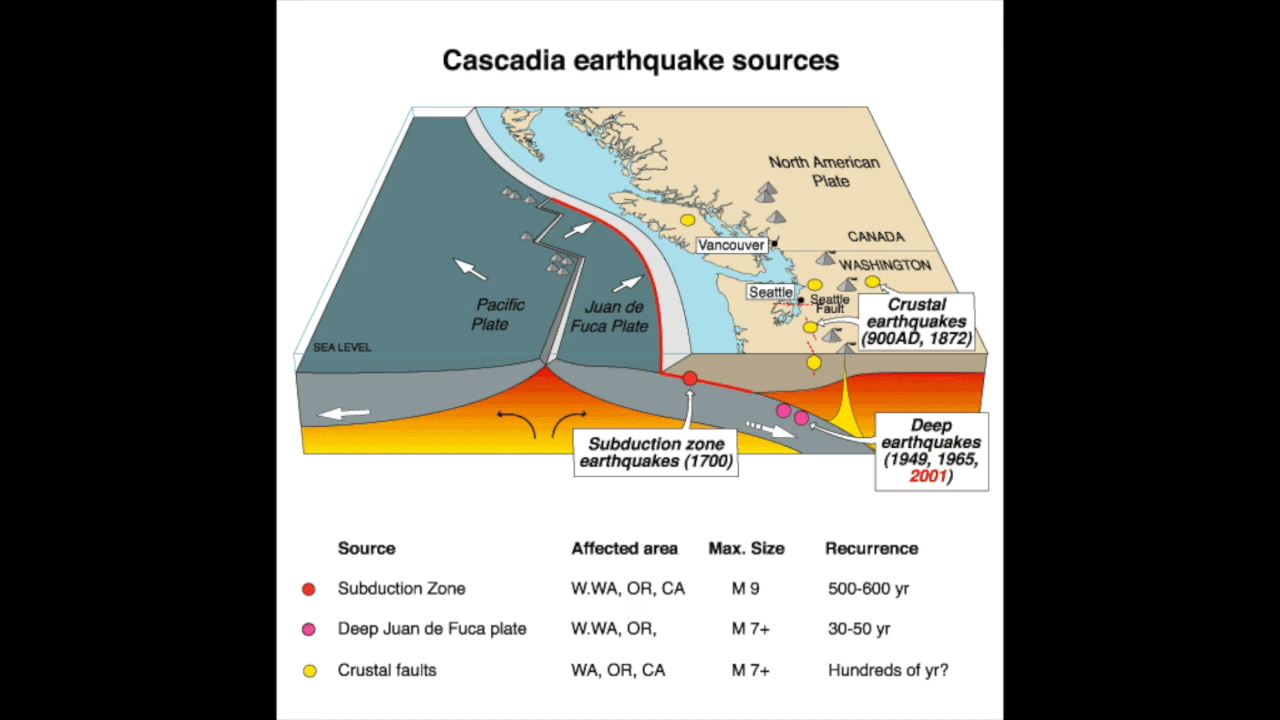 Cascadia earthquake sources
North American
Plate
CANADA
Vancouver
WASHINGTON
Seattle
Seattle
Fault
Crustal
earthquakes
(900AD, 1872)
Pacific
Plate
Juan de
Fuca Plate
SEA LEVEL
Subduction zone
earthquakes (1700)
Deep
earthquakes
(1949, 1965,
2001)
Source Affected area Max. Size Recurrence
Subduction Zone W.WA, OR, CA M 9 500-600 yr
Deep Juan de Fuca plate W.WA, OR, M 7+ 30-50 yr
Crustal faults WA, OR, CA M 7+ Hundreds of yr?